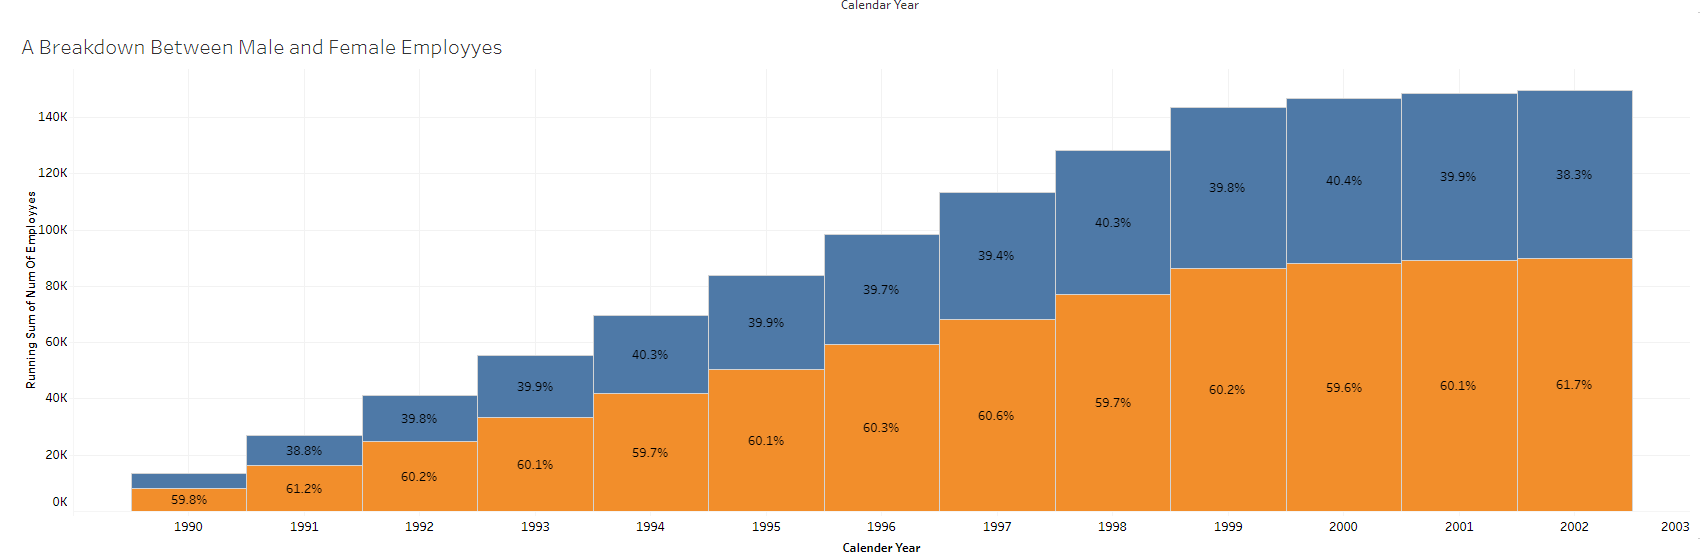 Calendar Year
A Breakdown Between Male and Female Employyes
140K
120K
100K
80K
60K
40K
20K
0K
Running Sum of Num Of Employyes
59.8%
38.8%
61.2%
39.8%
60.2%
39.9%
60.1%
40.3%
59.7%
39.9%
60.1%
39.7%
60.3%
39.4%
60.6%
40.3%
59.7%
39.8%
60.2%
40.4%
59.6%
39.9%
60.1%
38.3%
61.7%
1990 1991 1992 1993 1994 1995 1996 1997 1998 1999 2000 2001 2002 2003
Calender Year